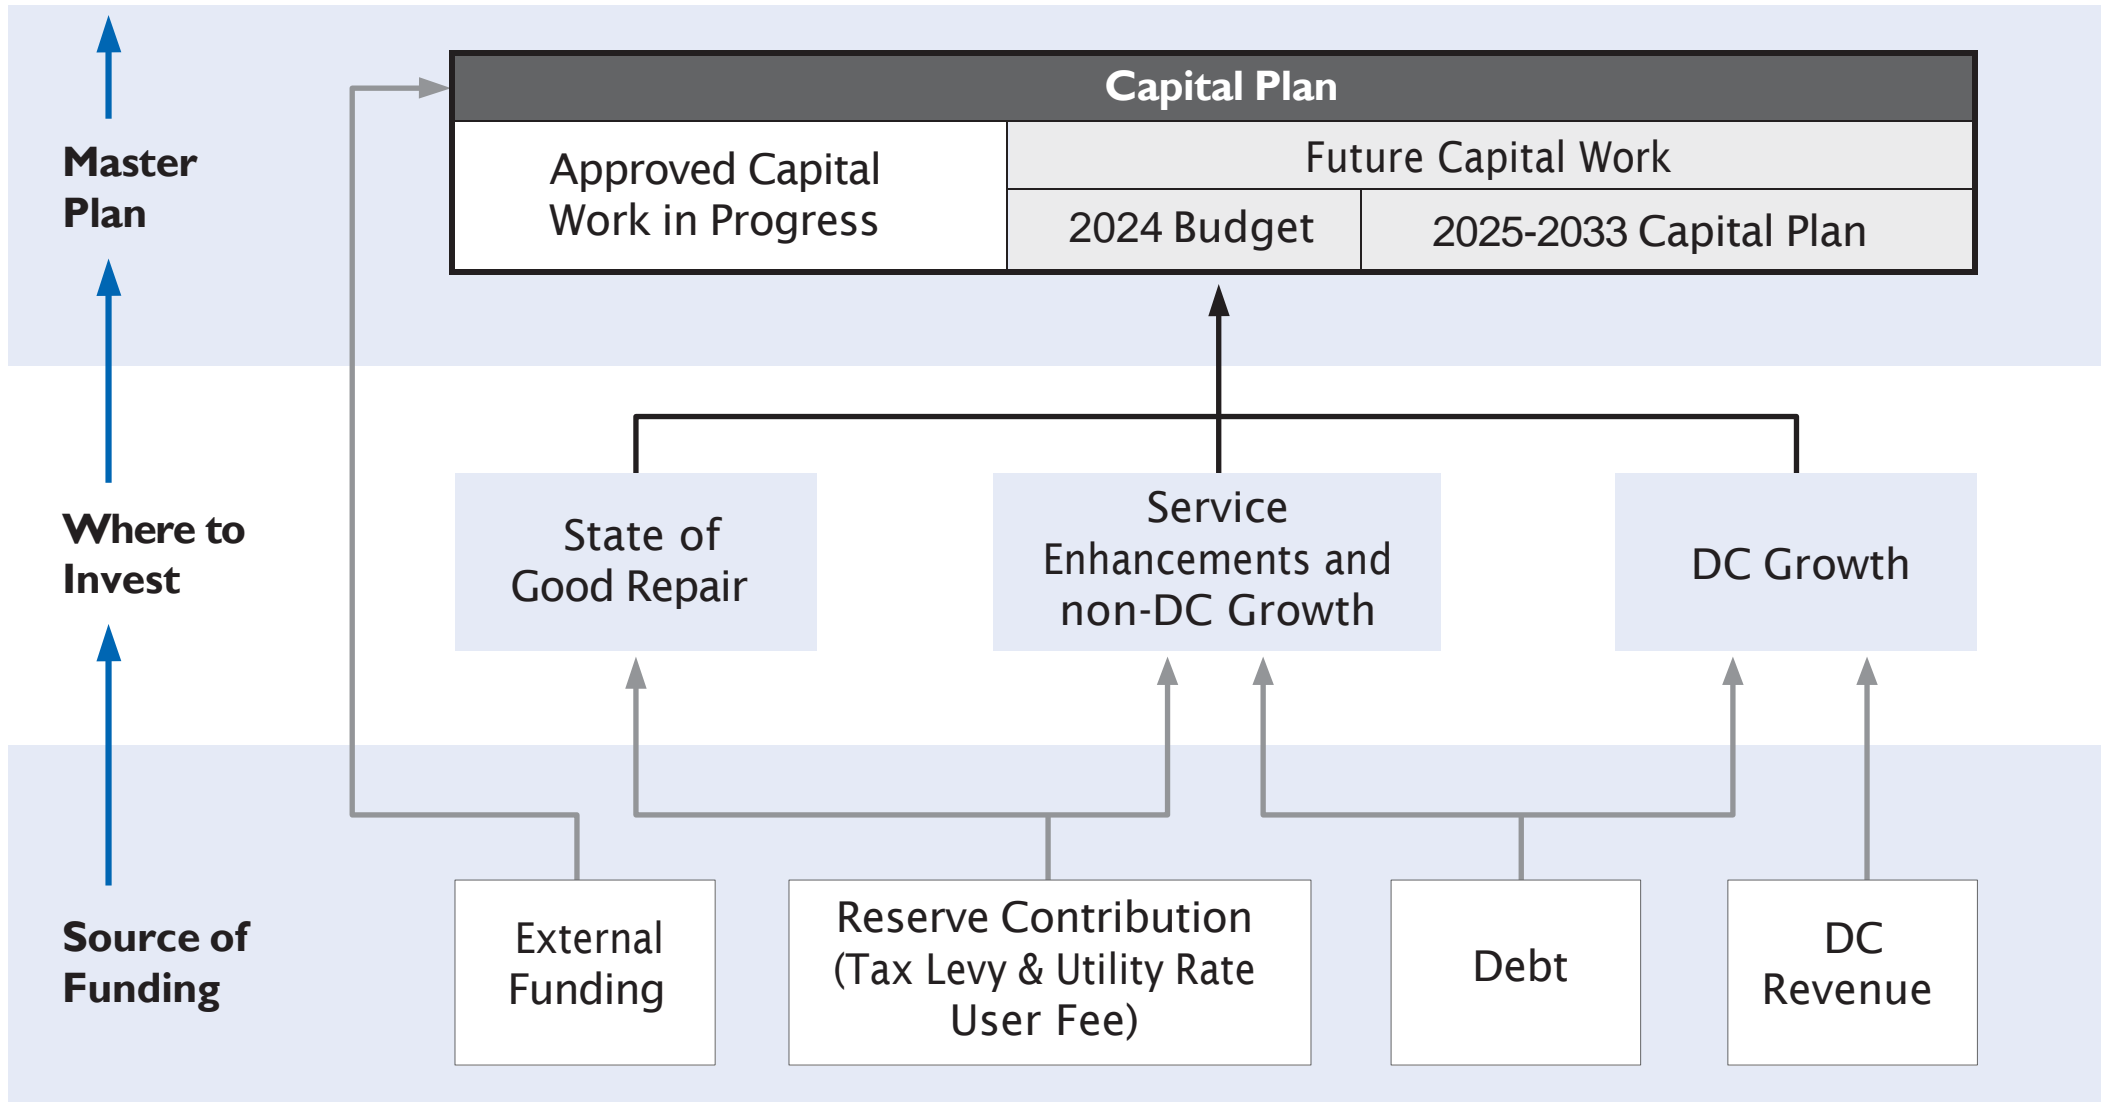 Capital Plan
Master
Plan
Approved Capital
Work in Progress
Future Capital Work
2024 Budget
2025-2033 Capital Plan
Where to
Invest
State of
Good Repair
Service
Enhancements and
non-DC Growth
DC Growth
Source of
Funding
External
Funding
Reserve Contribution
(Tax Levy & Utility Rate
User Fee)
Debt
DC
Revenue